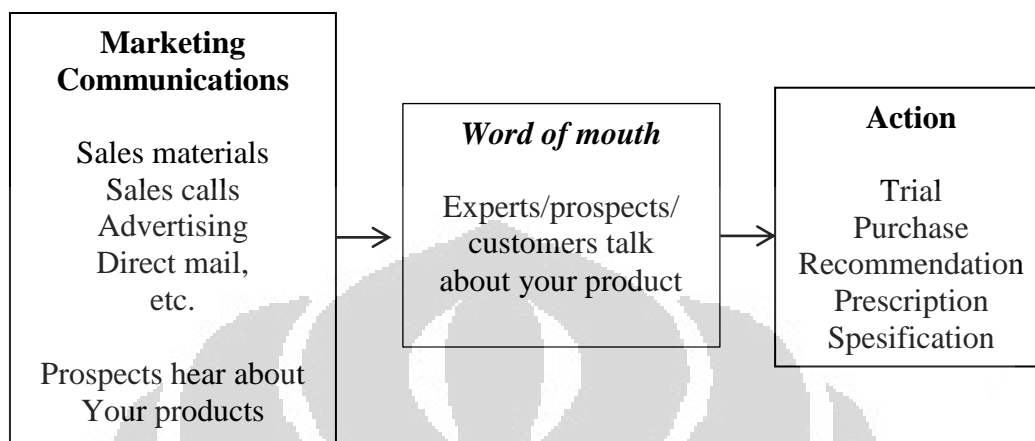 Marketing
Communications
Sales materials
Sales calls
Advertising
Direct mail,
etc.
Prospects hear about
Your products
Word of mouth
Experts/prospects/
customers talk
about your product
Action
Trial
Purchase
Recommendation
Prescription
Spesification